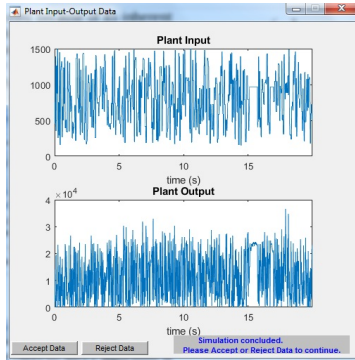 Plant Input-Output Data
Plant Input
1500
1000
500
0
0 5 10 15
time (s)
Plant Output
× 10⁴
4
3
2
1
0
0 5 10 15
time (s)
Accept Data
Reject Data
Simulation concluded.
Please Accept or Reject Data to continue.